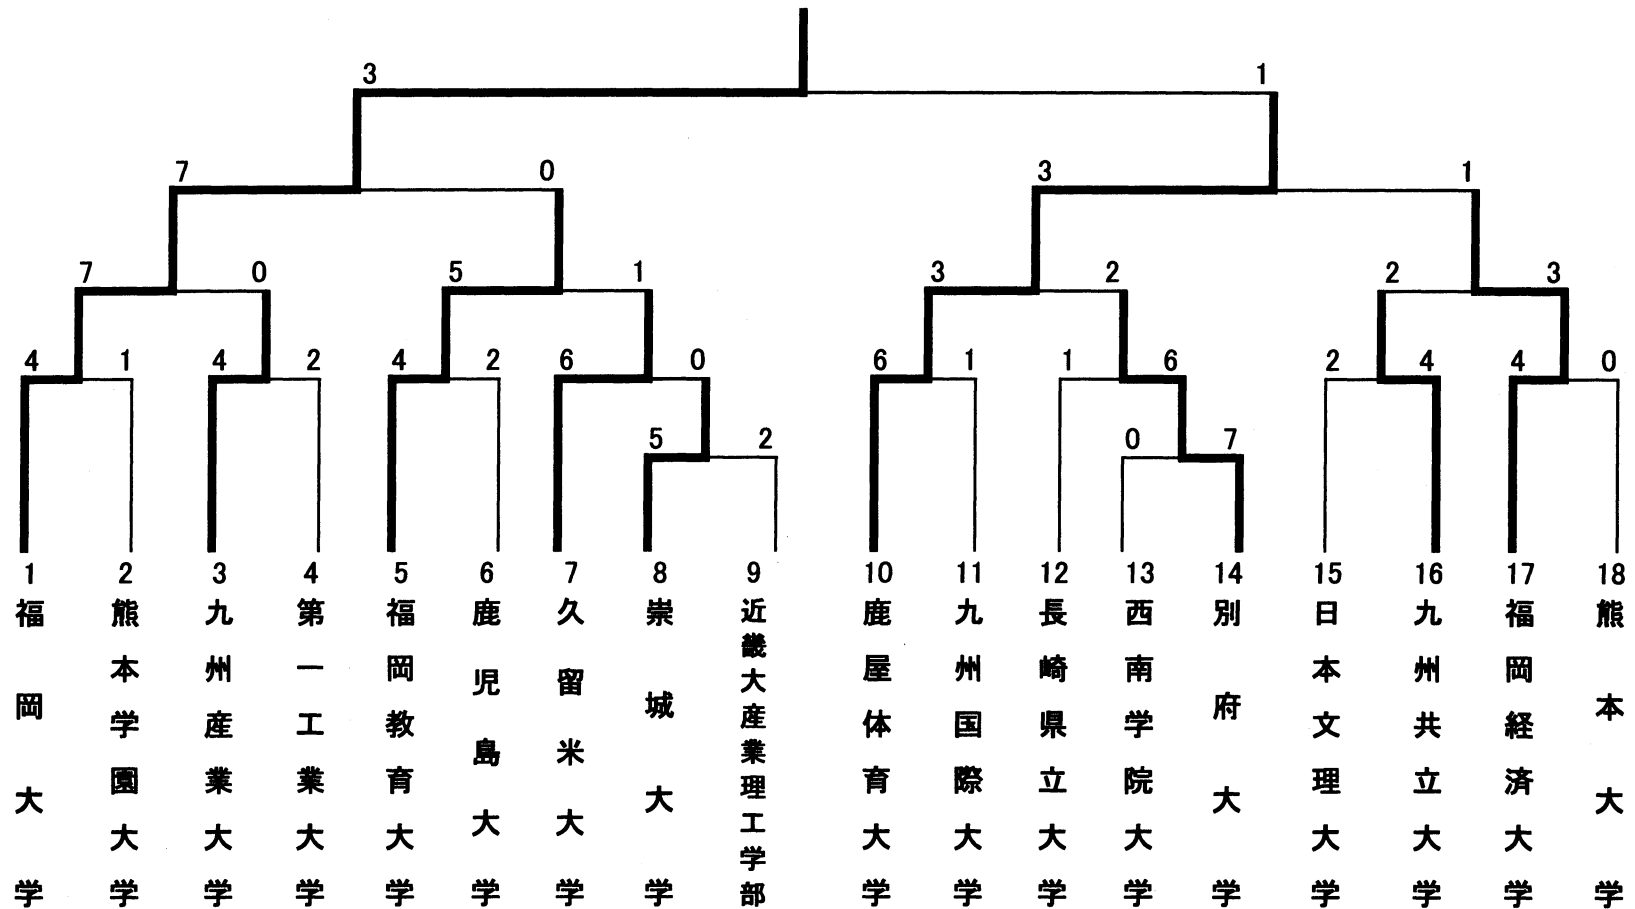 3 1
7 0 3 1
7 0 5 1 3 2 2 3
4 1 4 2 4 2 6 0 6 1 1 6 2 4 4 0
5 2 0 7
1 2 3 4 5 6 7 8 9 10 11 12 13 14 15 16 17 18
福岡大学
熊本学園大学
九州産業大学
第一工業大学
福岡教育大学
鹿児島大学
久留米大学
崇城大学
近畿大産業理工学部
鹿屋体育大学
九州国際大学
長崎県立大学
西南学院大学
別府大学
日本文理大学
九州共立大学
福岡経済大学
熊本大学